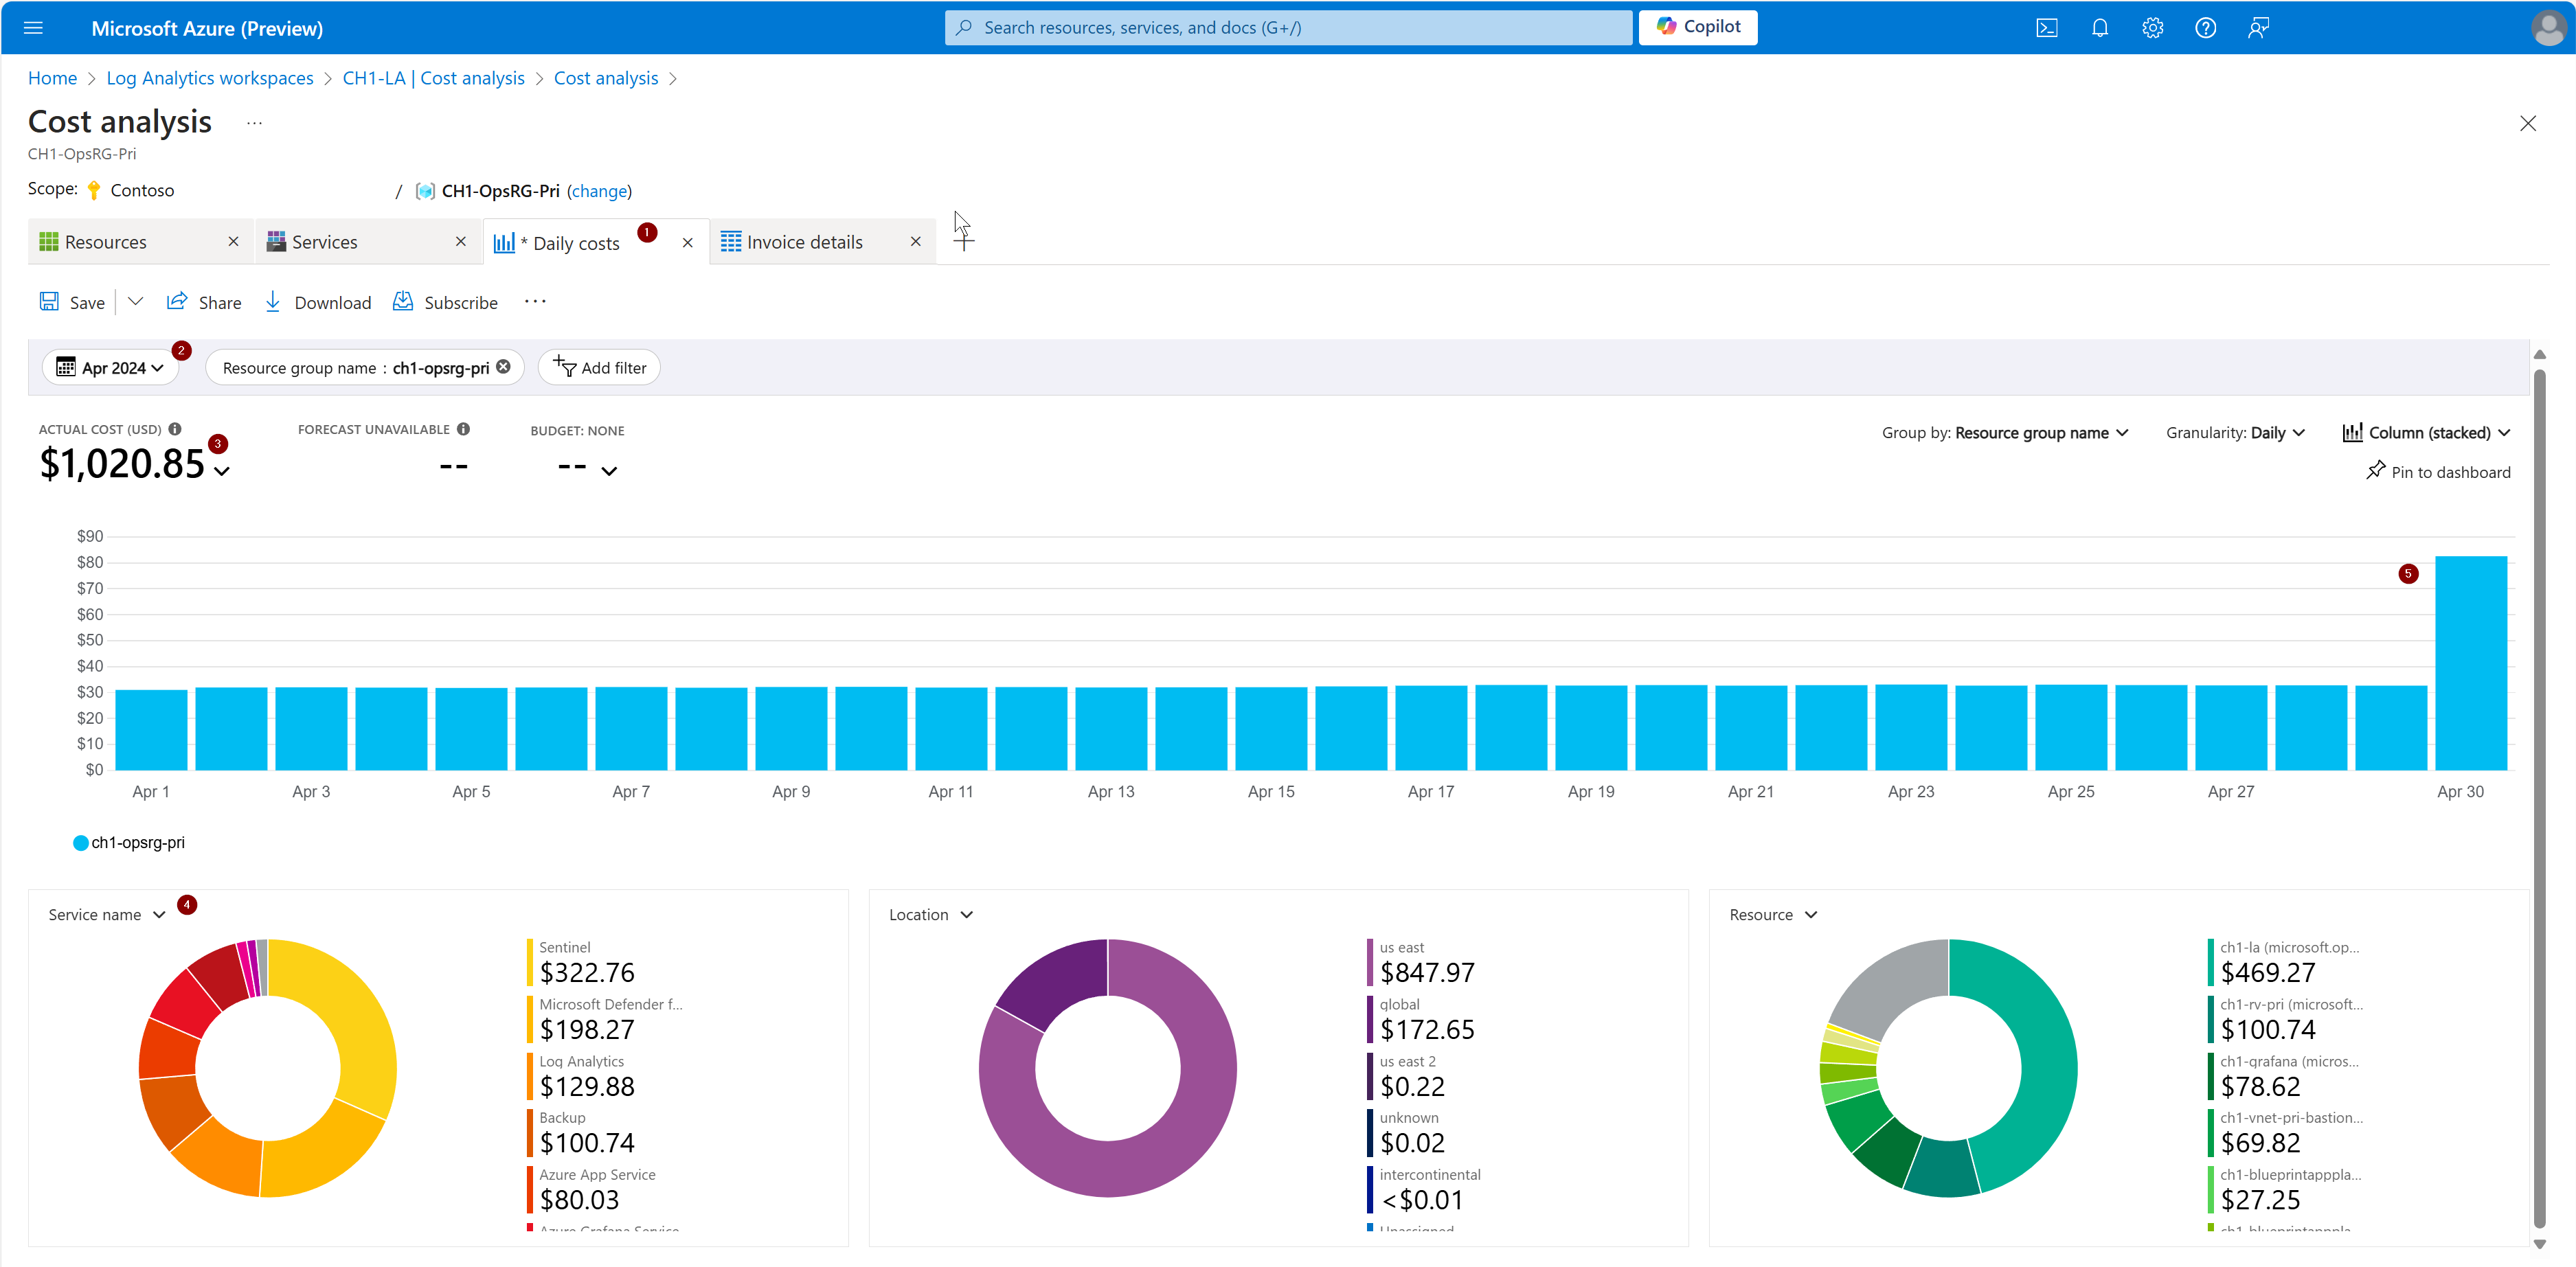 Microsoft Azure (Preview)
Search resources, services, and docs (G+/)
Copilot
Home > Log Analytics workspaces > CH1-LA | Cost analysis > Cost analysis >
Cost analysis ...
CH1-OpsRG-Pri
Scope: Contoso / CH1-OpsRG-Pri (change)
Resources
Services
* Daily costs 1
Invoice details
Save
Share
Download
Subscribe
...
Apr 2024 2
Resource group name : ch1-opsrg-pri
Add filter
ACTUAL COST (USD)
$1,020.85 3
FORECAST UNAVAILABLE
--
BUDGET: NONE
--
Group by: Resource group name
Granularity: Daily
Column (stacked)
Pin to dashboard
$90
$80
$70
$60
$50
$40
$30
$20
$10
$0
5
Apr 1 Apr 3 Apr 5 Apr 7 Apr 9 Apr 11 Apr 13 Apr 15 Apr 17 Apr 19 Apr 21 Apr 23 Apr 25 Apr 27 Apr 30
ch1-opsrg-pri
Service name 4
Sentinel
$322.76
Microsoft Defender f...
$198.27
Log Analytics
$129.88
Backup
$100.74
Azure App Service
$80.03
Azure Grafana Service
Location
us east
$847.97
global
$172.65
us east 2
$0.22
unknown
$0.02
intercontinental
<$0.01
Unassigned
Resource
ch1-la (microsoft.op...
$469.27
ch1-rv-pri (microsoft...
$100.74
ch1-grafana (micros...
$78.62
ch1-vnet-pri-bastion...
$69.82
ch1-blueprintapppla...
$27.25
ch1-blueprintapppla...